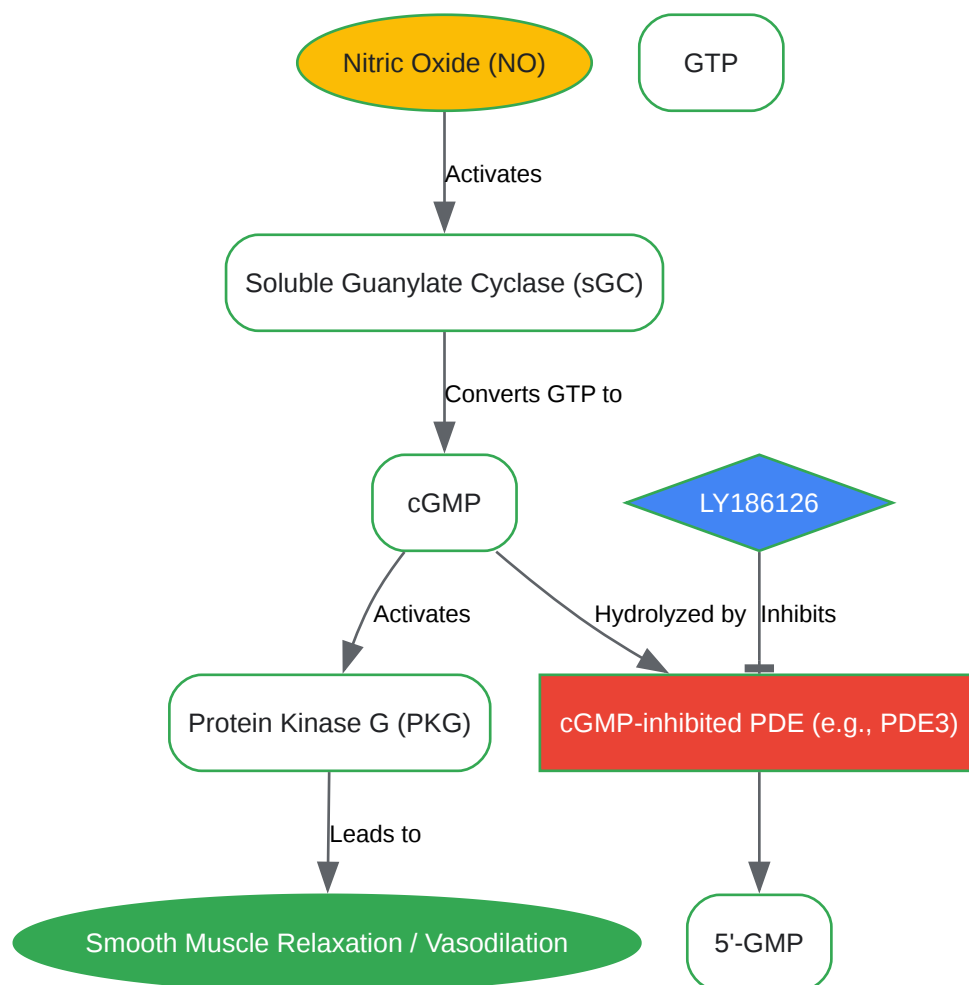 Nitric Oxide (NO)
GTP
Activates
Soluble Guanylate Cyclase (sGC)
Converts GTP to
cGMP
LY186126
Activates
Hydrolyzed by
Inhibits
Protein Kinase G (PKG)
cGMP-inhibited PDE (e.g., PDE3)
Leads to
Smooth Muscle Relaxation / Vasodilation
5'-GMP